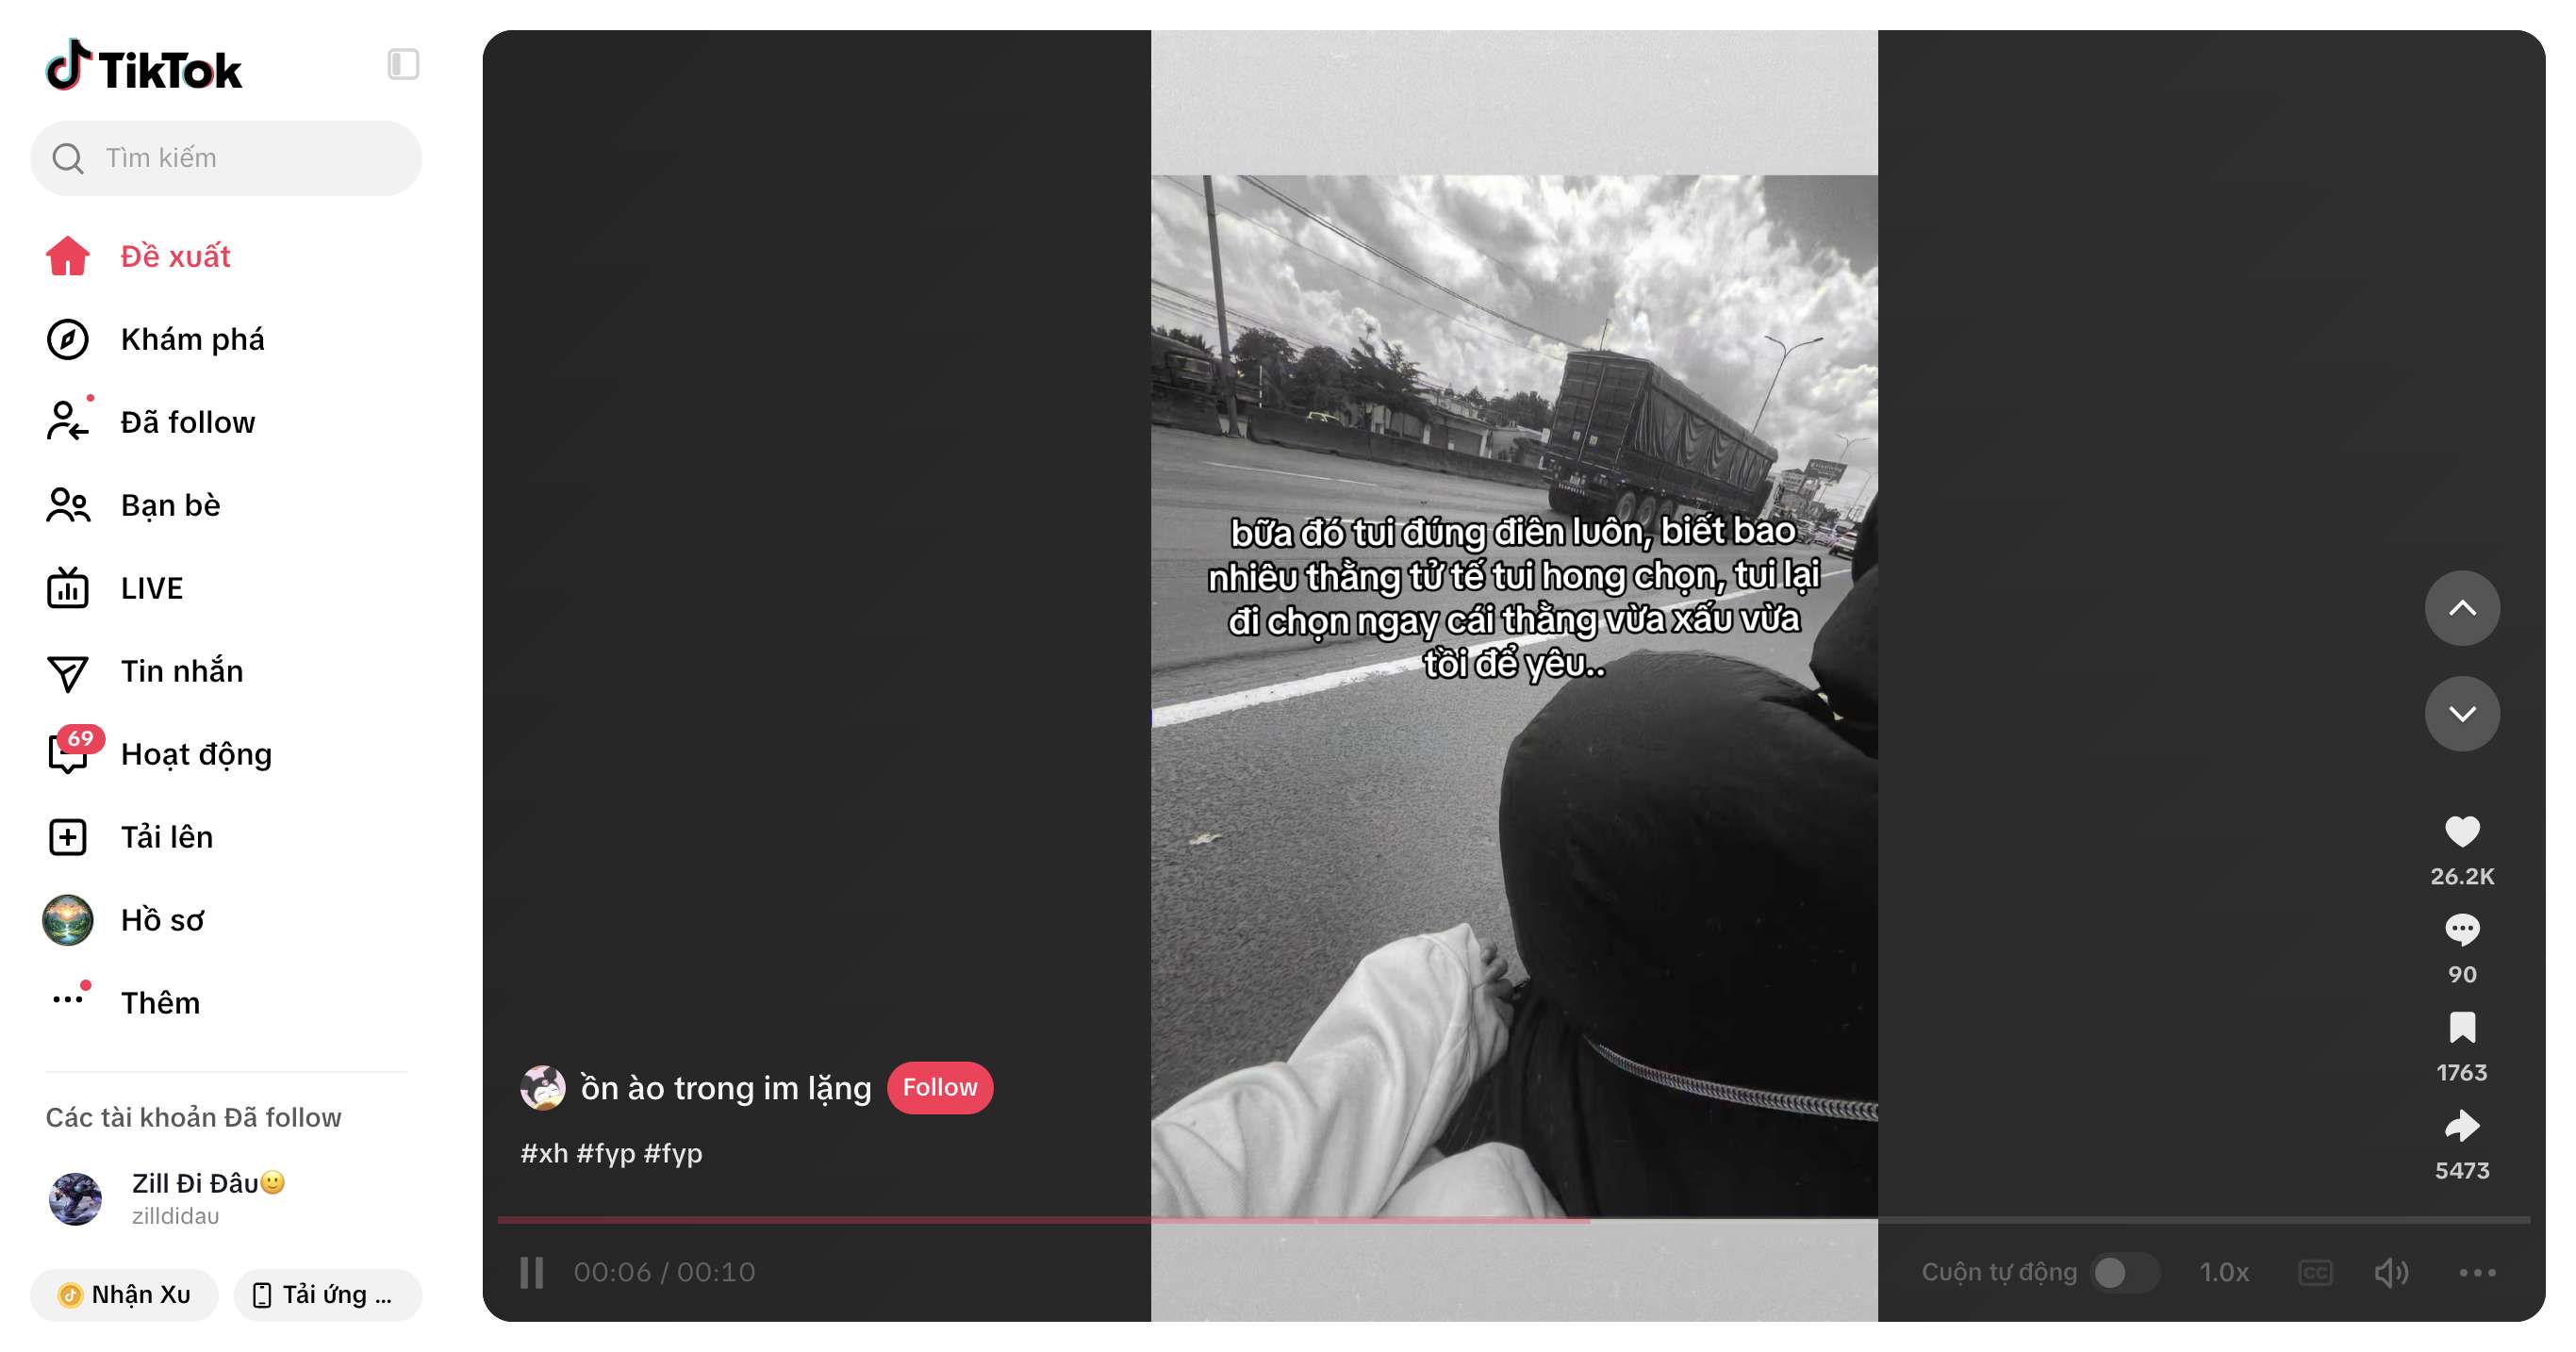 TikTok
Tìm kiếm
Đề xuất
Khám phá
Đã follow
Bạn bè
LIVE
Tin nhắn
69
Hoạt động
Tải lên
Hồ sơ
Thêm
Các tài khoản Đã follow
Zill Đi Đâu🙂
zilldidau
Nhận Xu
Tải ứng ...
bữa đó tui đúng điên luôn, biết bao
nhiêu thằng tử tế tui hong chọn, tui lại
đi chọn ngay cái thằng vừa xấu vừa
tồi để yêu..
ồn ào trong im lặng
Follow
#xh #fyp #fyp
00:06 / 00:10
26.2K
90
1763
5473
Cuộn tự động
1.0x
CC